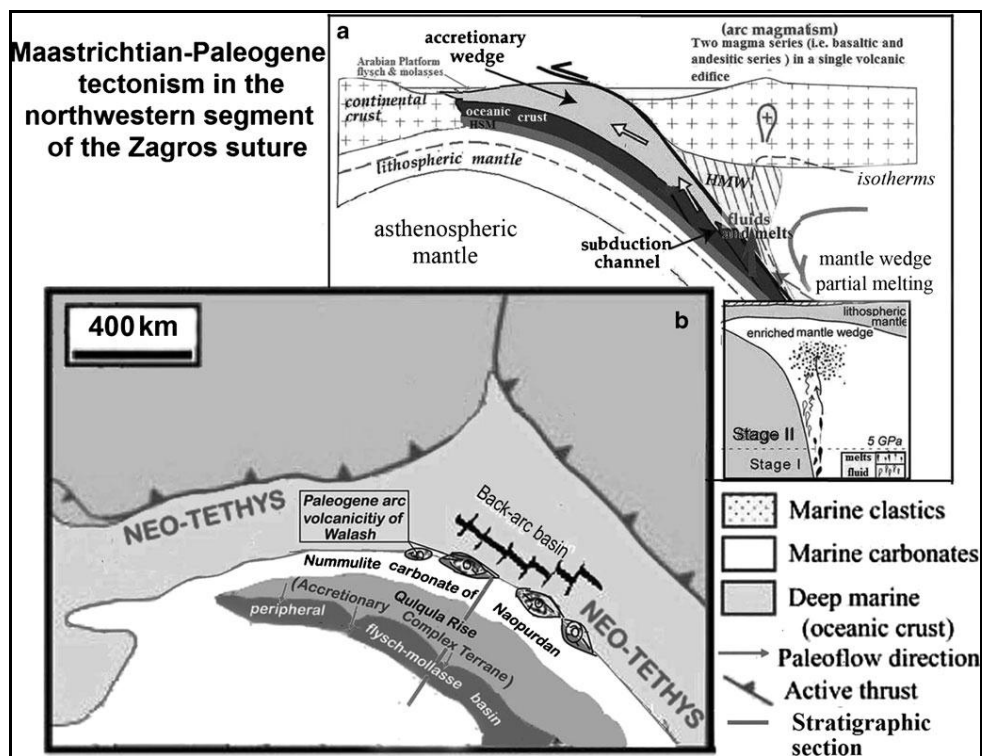 Maastrichtian-Paleogene
tectonism in the
northwestern segment
of the Zagros suture
a
accretionary
wedge
(arc magmatism)
Two magma series (i.e. basaltic and
andesitic series ) in a single volcanic
edifice
Arabian Platform
flysch & molasses
continental
crust
oceanic crust
HSM
lithospheric mantle
HMW
isotherms
asthenospheric
mantle
fluids
and melts
subduction
channel
mantle wedge
partial melting
lithospheric
mantle
enriched mantle wedge
Stage II
5 GPa
Stage I
melts
fluid
b
400 km
NEO-TETHYS
Paleogene arc
volcanicitiy of
Walash
Back-arc basin
Nummulite carbonate of
Naopurdan
Qulqula Rise
(Accretionary
Complex Terrane)
peripheral
flysch-mollasse
basin
NEO-TETHYS
Marine clastics
Marine carbonates
Deep marine
(oceanic crust)
Paleoflow direction
Active thrust
Stratigraphic
section